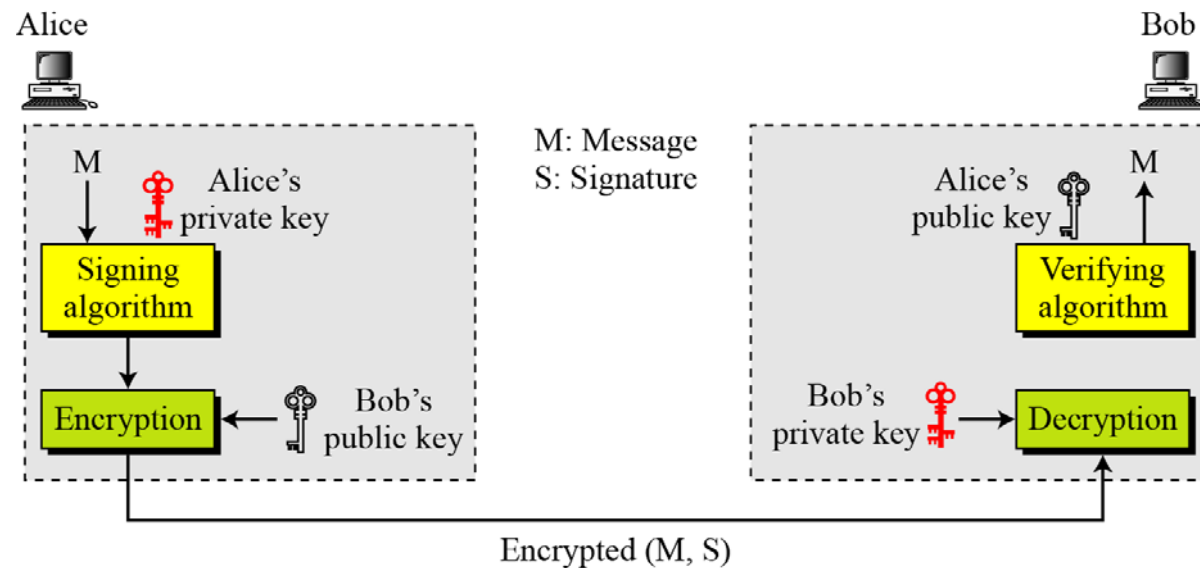 Alice
Bob
M: Message
S: Signature
M
Alice’s
private key
Signing
algorithm
Encryption
Bob’s
public key
Alice’s
public key
M
Verifying
algorithm
Bob’s
private key
Decryption
Encrypted (M, S)